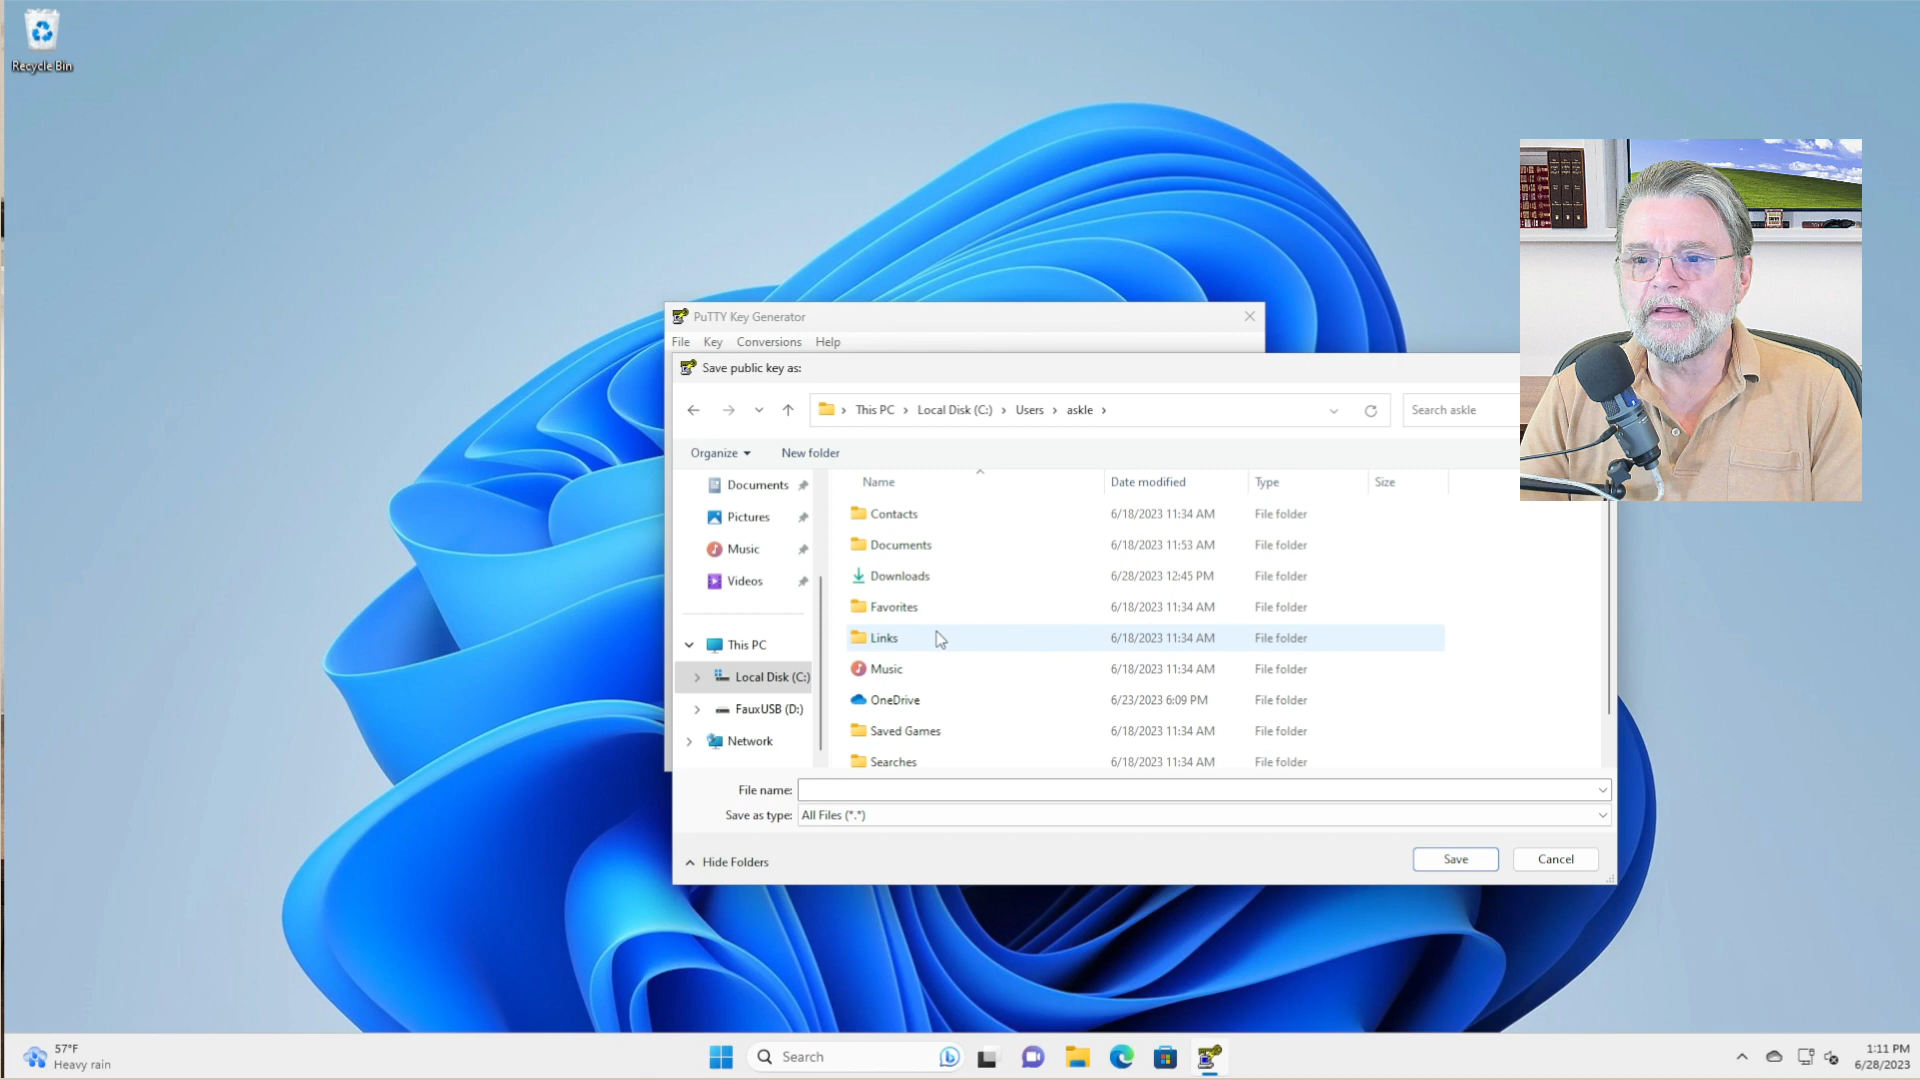 Recycle Bin
PuTTY Key Generator
File Key Conversions Help
Save public key as:
This PC > Local Disk (C:) > Users > askle >
Search askle
Organize New folder
Name Date modified Type Size
Documents
Pictures
Music
Videos
This PC
Local Disk (C:)
FauxUSB (D:)
Network
Contacts 6/18/2023 11:34 AM File folder
Documents 6/18/2023 11:53 AM File folder
Downloads 6/28/2023 12:45 PM File folder
Favorites 6/18/2023 11:34 AM File folder
Links 6/18/2023 11:34 AM File folder
Music 6/18/2023 11:34 AM File folder
OneDrive 6/23/2023 6:09 PM File folder
Saved Games 6/18/2023 11:34 AM File folder
Searches 6/18/2023 11:34 AM File folder
File name:
Save as type: All Files (*.*)
Hide Folders
Save Cancel
57°F
Heavy rain
Search
1:11 PM
6/28/2023